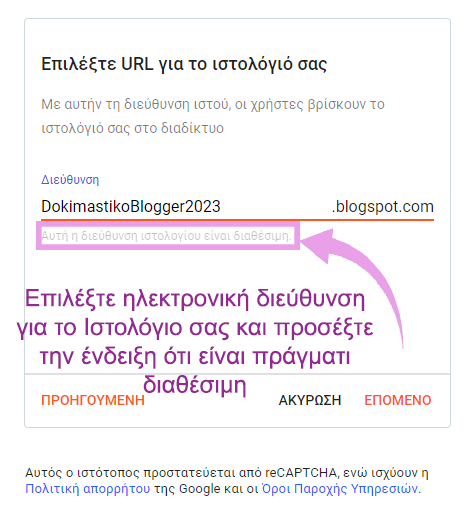 Επιλέξτε URL για το ιστολόγιό σας
Με αυτήν τη διεύθυνση ιστού, οι χρήστες βρίσκουν το
ιστολόγιό σας στο διαδίκτυο
Διεύθυνση
DokimastikoBlogger2023 .blogspot.com
Αυτή η διεύθυνση ιστολογίου είναι διαθέσιμη.
Επιλέξτε ηλεκτρονική διεύθυνση
για το Ιστολόγιο σας και προσέξτε
την ένδειξη ότι είναι πράγματι
διαθέσιμη
ΠΡΟΗΓΟΥΜΕΝΗ ΑΚΥΡΩΣΗ ΕΠΟΜΕΝΟ
Αυτός ο ιστότοπος προστατεύεται από reCAPTCHA, ενώ ισχύουν η
Πολιτική απορρήτου της Google και οι Όροι Παροχής Υπηρεσιών.